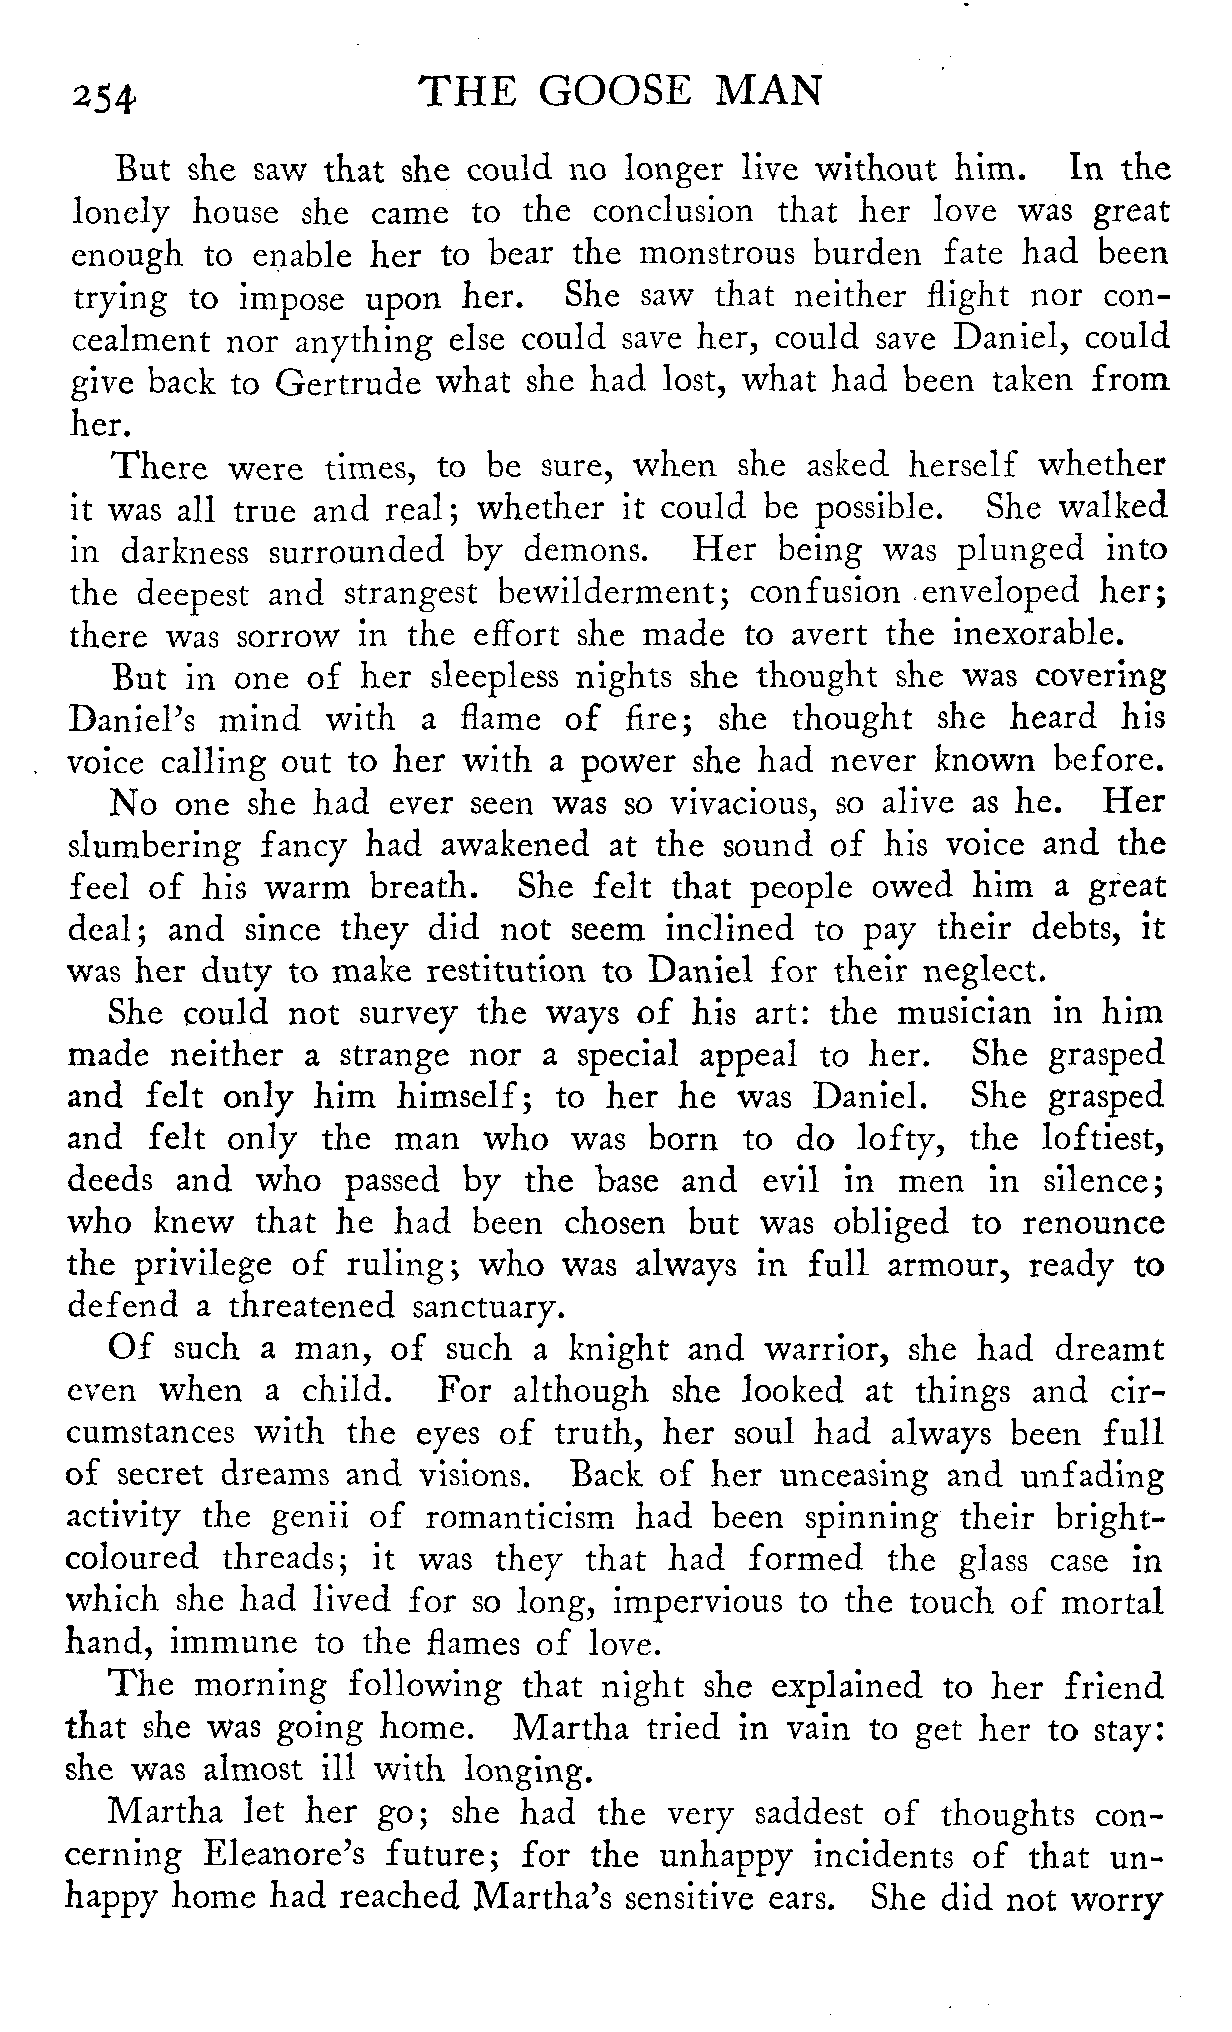 254 THE GOOSE MAN
But she saw that she could no longer live without him. In the
lonely house she came to the conclusion that her love was great
enough to enable her to bear the monstrous burden fate had been
trying to impose upon her. She saw that neither flight nor con-
cealment nor anything else could save her, could save Daniel, could
give back to Gertrude what she had lost, what had been taken from
her.
There were times, to be sure, when she asked herself whether
it was all true and real; whether it could be possible. She walked
in darkness surrounded by demons. Her being was plunged into
the deepest and strangest bewilderment; confusion enveloped her;
there was sorrow in the effort she made to avert the inexorable.
But in one of her sleepless nights she thought she was covering
Daniel's mind with a flame of fire; she thought she heard his
voice calling out to her with a power she had never known before.
No one she had ever seen was so vivacious, so alive as he. Her
slumbering fancy had awakened at the sound of his voice and the
feel of his warm breath. She felt that people owed him a great
deal; and since they did not seem inclined to pay their debts, it
was her duty to make restitution to Daniel for their neglect.
She could not survey the ways of his art: the musician in him
made neither a strange nor a special appeal to her. She grasped
and felt only him himself; to her he was Daniel. She grasped
and felt only the man who was born to do lofty, the loftiest,
deeds and who passed by the base and evil in men in silence;
who knew that he had been chosen but was obliged to renounce
the privilege of ruling; who was always in full armour, ready to
defend a threatened sanctuary.
Of such a man, of such a knight and warrior, she had dreamt
even when a child. For although she looked at things and cir-
cumstances with the eyes of truth, her soul had always been full
of secret dreams and visions. Back of her unceasing and unfading
activity the genii of romanticism had been spinning their bright-
coloured threads; it was they that had formed the glass case in
which she had lived for so long, impervious to the touch of mortal
hand, immune to the flames of love.
The morning following that night she explained to her friend
that she was going home. Martha tried in vain to get her to stay:
she was almost ill with longing.
Martha let her go; she had the very saddest of thoughts con-
cerning Eleanore's future; for the unhappy incidents of that un-
happy home had reached Martha's sensitive ears. She did not worry